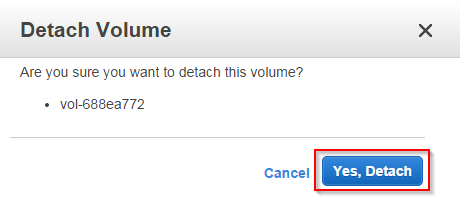 Detach Volume
Are you sure you want to detach this volume?
• vol-688ea772
Cancel
Yes, Detach